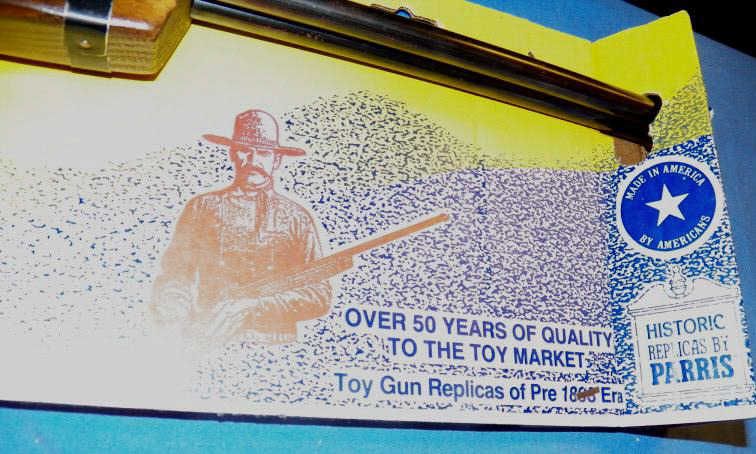 MADE IN AMERICA
BY AMERICANS
OVER 50 YEARS OF QUALITY
TO THE TOY MARKET
Toy Gun Replicas of Pre 1898 Era
HISTORIC
REPLICAS BY
PARRIS